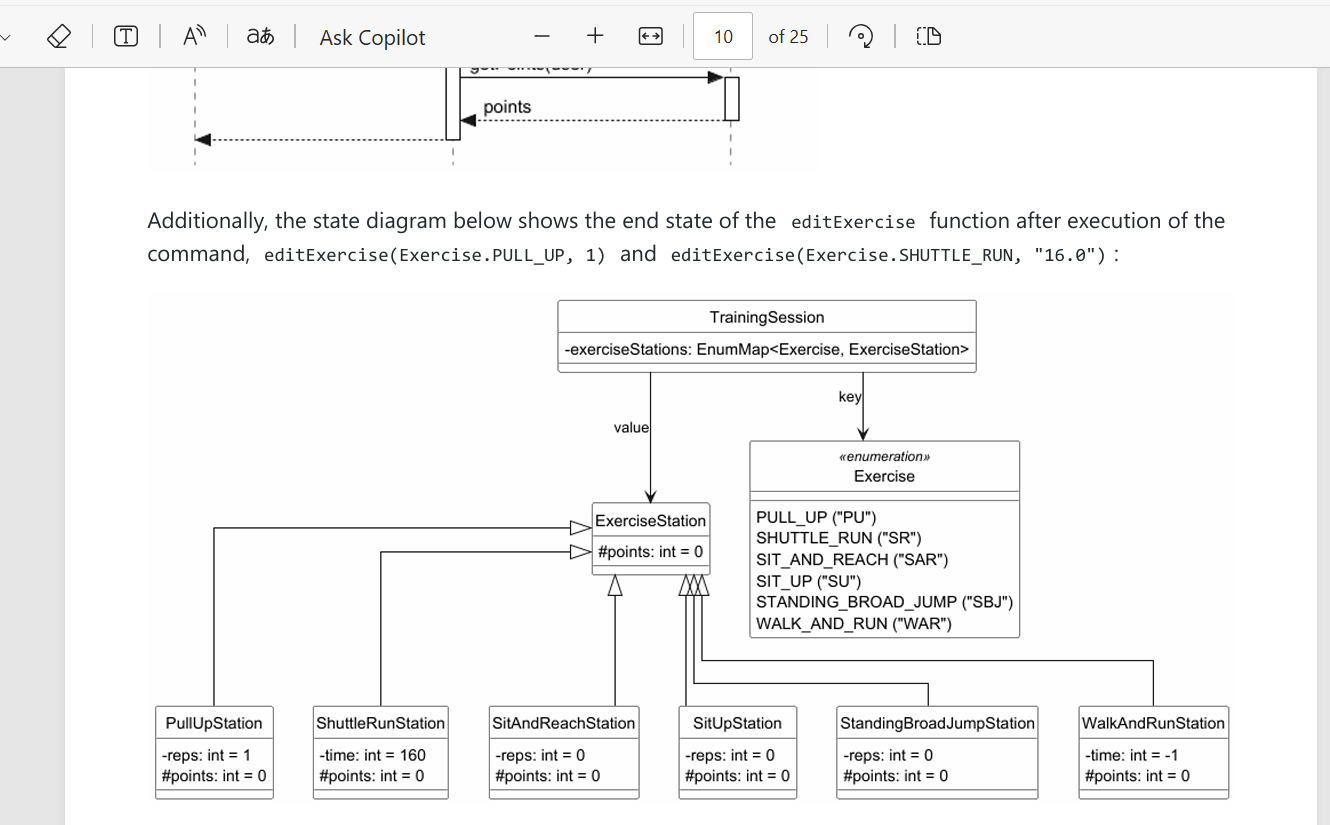 Ask Copilot
10 of 25
points
Additionally, the state diagram below shows the end state of the editExercise function after execution of the
command, editExercise(Exercise.PULL_UP, 1) and editExercise(Exercise.SHUTTLE_RUN, "16.0") :
TrainingSession
-exerciseStations: EnumMap<Exercise, ExerciseStation>
key
value
«enumeration»
Exercise
PULL_UP ("PU")
SHUTTLE_RUN ("SR")
SIT_AND_REACH ("SAR")
SIT_UP ("SU")
STANDING_BROAD_JUMP ("SBJ")
WALK_AND_RUN ("WAR")
ExerciseStation
#points: int = 0
PullUpStation
-reps: int = 1
#points: int = 0
ShuttleRunStation
-time: int = 160
#points: int = 0
SitAndReachStation
-reps: int = 0
#points: int = 0
SitUpStation
-reps: int = 0
#points: int = 0
StandingBroadJumpStation
-reps: int = 0
#points: int = 0
WalkAndRunStation
-time: int = -1
#points: int = 0